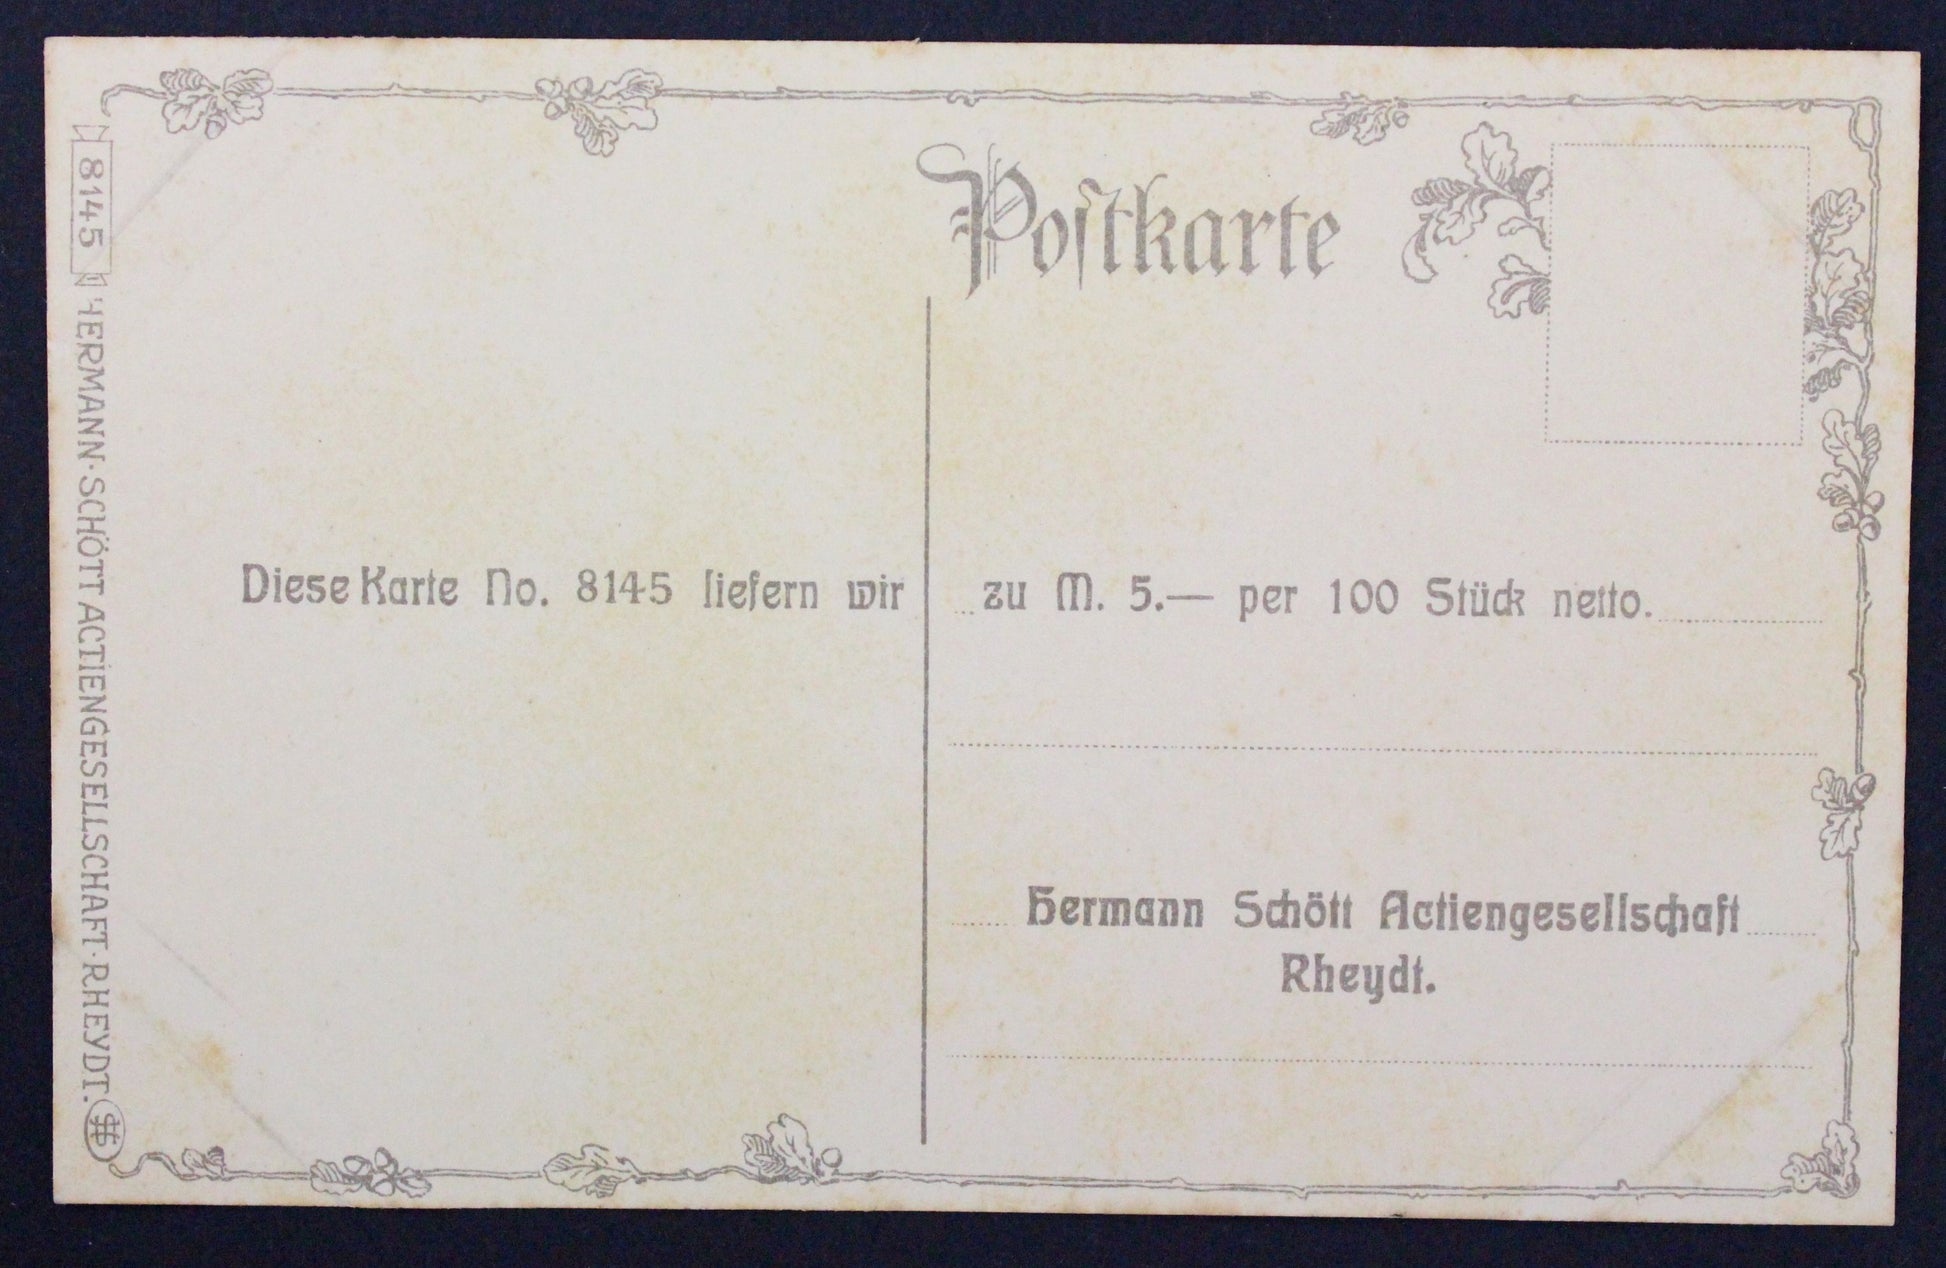 Postkarte
8145
HERMANN·SCHÖTT ACTIENGESELLSCHAFT·RHEYDT.
Diese Karte No. 8145 liefern wir zu M. 5.— per 100 Stück netto.
Hermann Schött Actiengesellschaft
Rheydt.